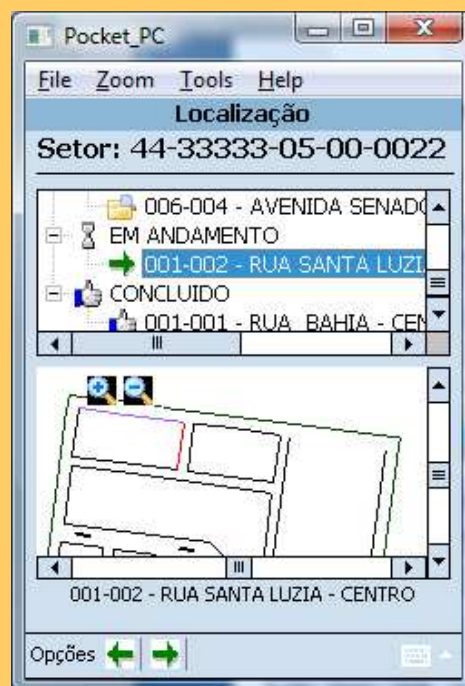 Pocket_PC
File Zoom Tools Help
Localização
Setor: 44-33333-05-00-0022
006-004 - AVENIDA SENAD
EM ANDAMENTO
001-002 - RUA SANTA LUZI
CONCLUIDO
001-001 - RUA BAHIA - CEN
001-002 - RUA SANTA LUZIA - CENTRO
Opções